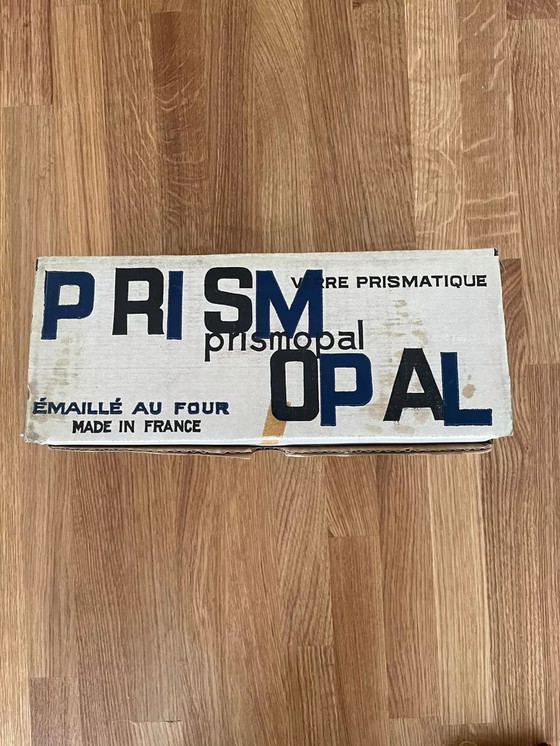 PRISM
VERRE PRISMATIQUE
prismopal
OPAL
ÉMAILLÉ AU FOUR
MADE IN FRANCE